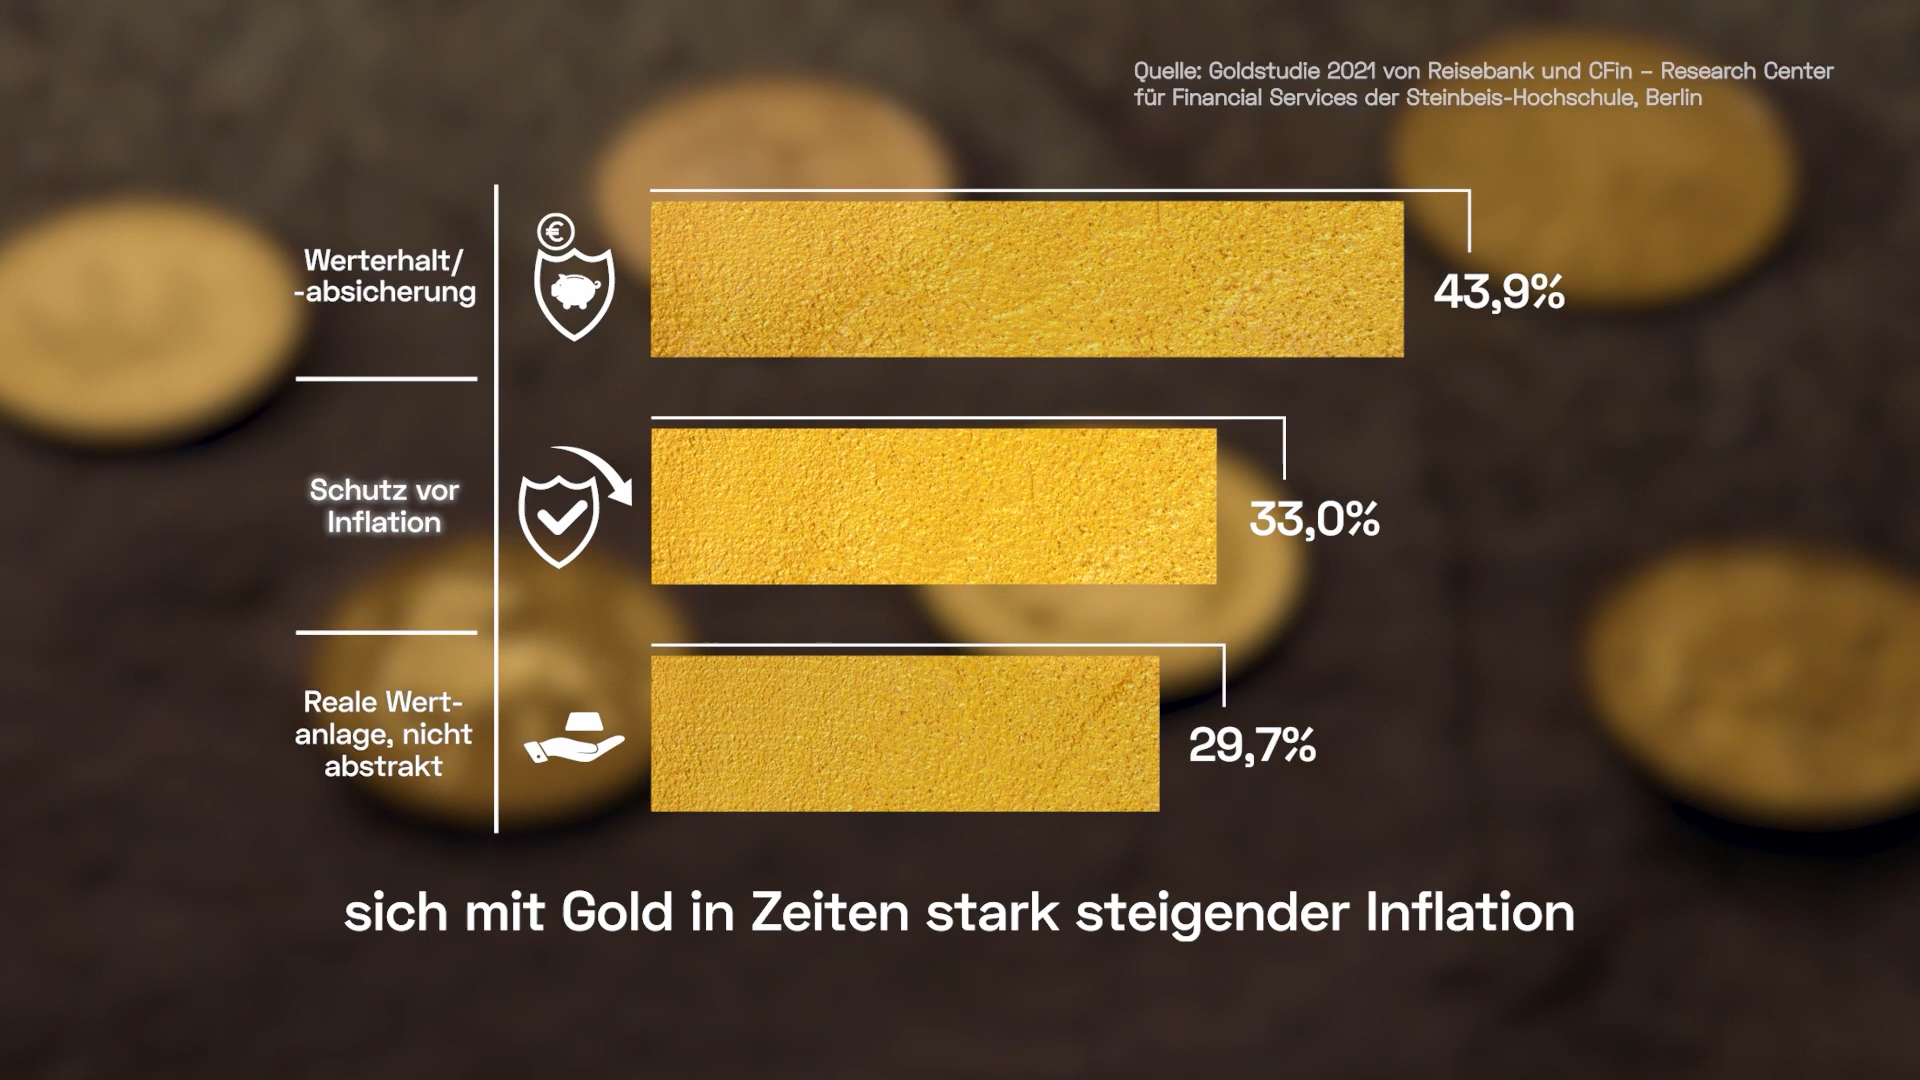 Quelle: Goldstudie 2021 von Reisebank und CFin – Research Center
für Financial Services der Steinbeis-Hochschule, Berlin
Werterhalt/
-absicherung
€
43,9%
Schutz vor
Inflation
33,0%
Reale Wert-
anlage, nicht
abstrakt
29,7%
sich mit Gold in Zeiten stark steigender Inflation